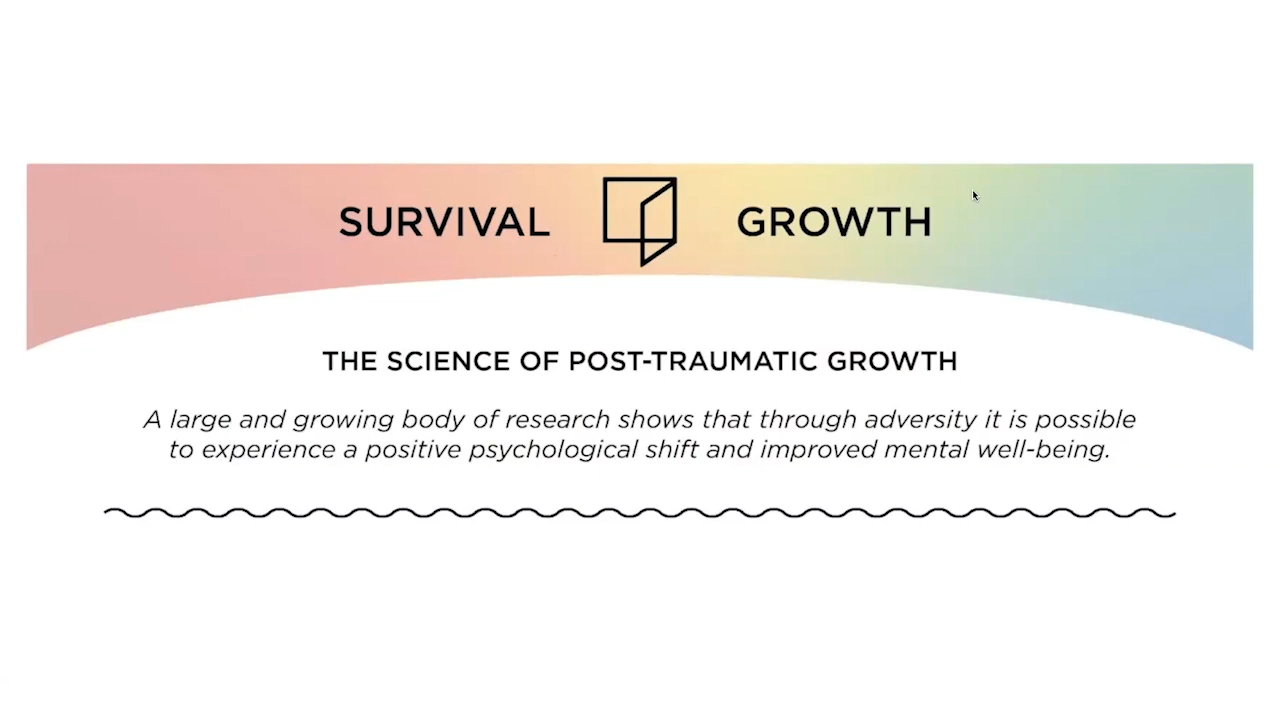 SURVIVAL GROWTH
THE SCIENCE OF POST-TRAUMATIC GROWTH
A large and growing body of research shows that through adversity it is possible
to experience a positive psychological shift and improved mental well-being.